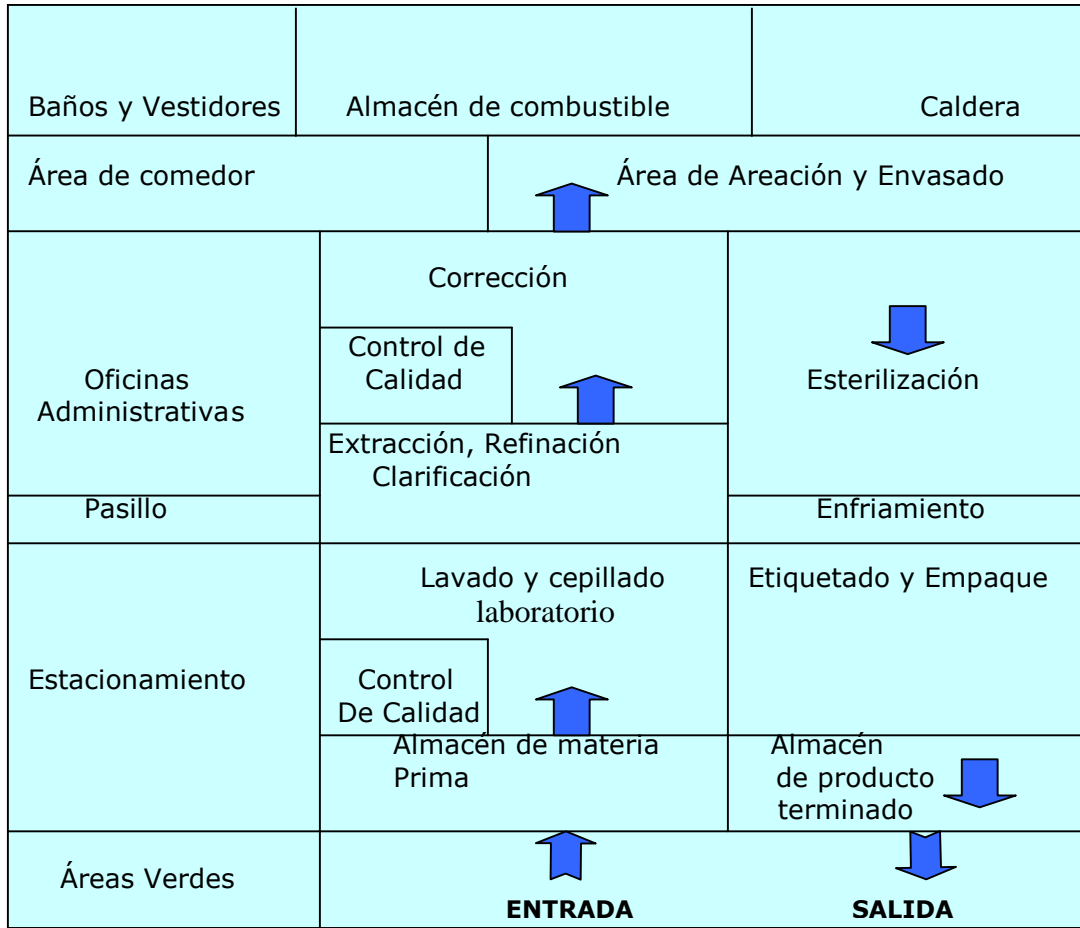 Baños y Vestidores
Almacén de combustible
Caldera
Área de comedor
Área de Areación y Envasado
Corrección
Control de
Calidad
Oficinas
Administrativas
Esterilización
Extracción, Refinación
Clarificación
Pasillo
Enfriamiento
Lavado y cepillado
laboratorio
Etiquetado y Empaque
Estacionamiento
Control
De Calidad
Almacén de materia
Prima
Almacén
de producto
terminado
Áreas Verdes
ENTRADA
SALIDA